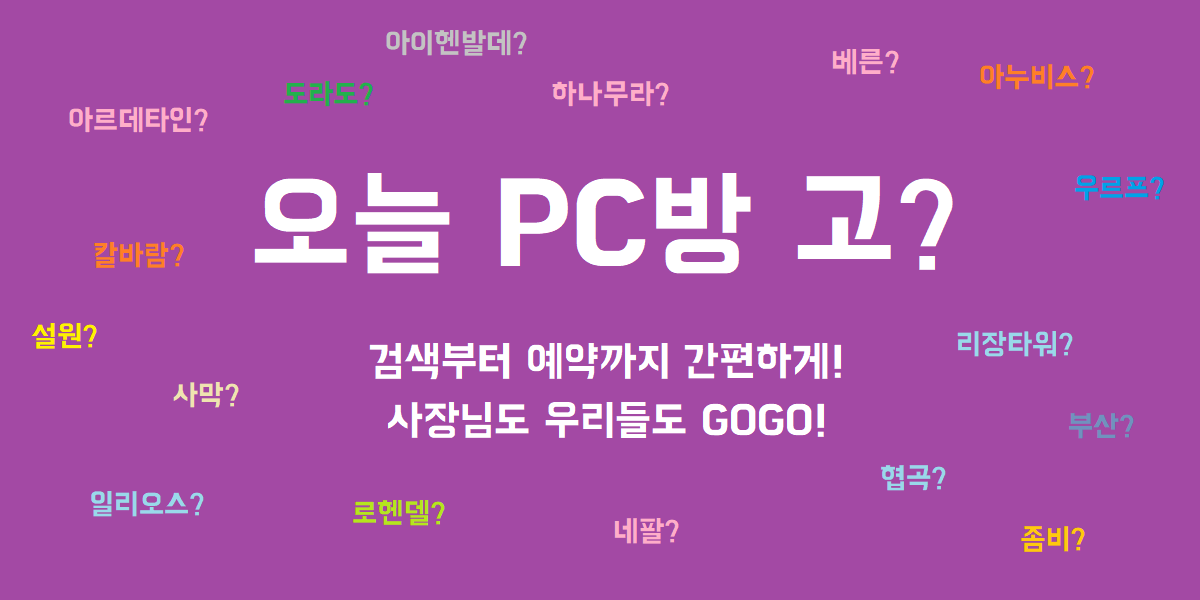 아이헨발데?
베른?
아누비스?
도라도?
하나무라?
아르데타인?
오늘 PC방 고?
무르프?
칼바람?
설원?
리장타워?
검색부터 예약까지 간편하게!
사막?
사장님도 우리들도 GOGO!
부산?
협곡?
일리오스?
로헨델?
네팔?
좀비?